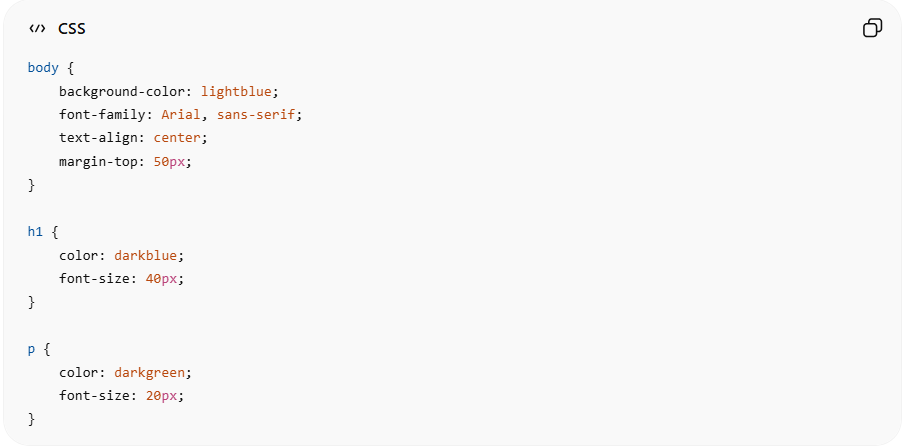 CSS
body {
    background-color: lightblue;
    font-family: Arial, sans-serif;
    text-align: center;
    margin-top: 50px;
}

h1 {
    color: darkblue;
    font-size: 40px;
}

p {
    color: darkgreen;
    font-size: 20px;
}